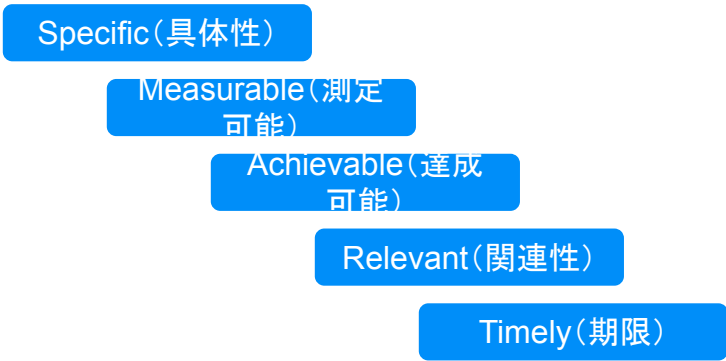 Specific（具体性）
Measurable（測定
可能）
Achievable（達成
可能）
Relevant（関連性）
Timely（期限）